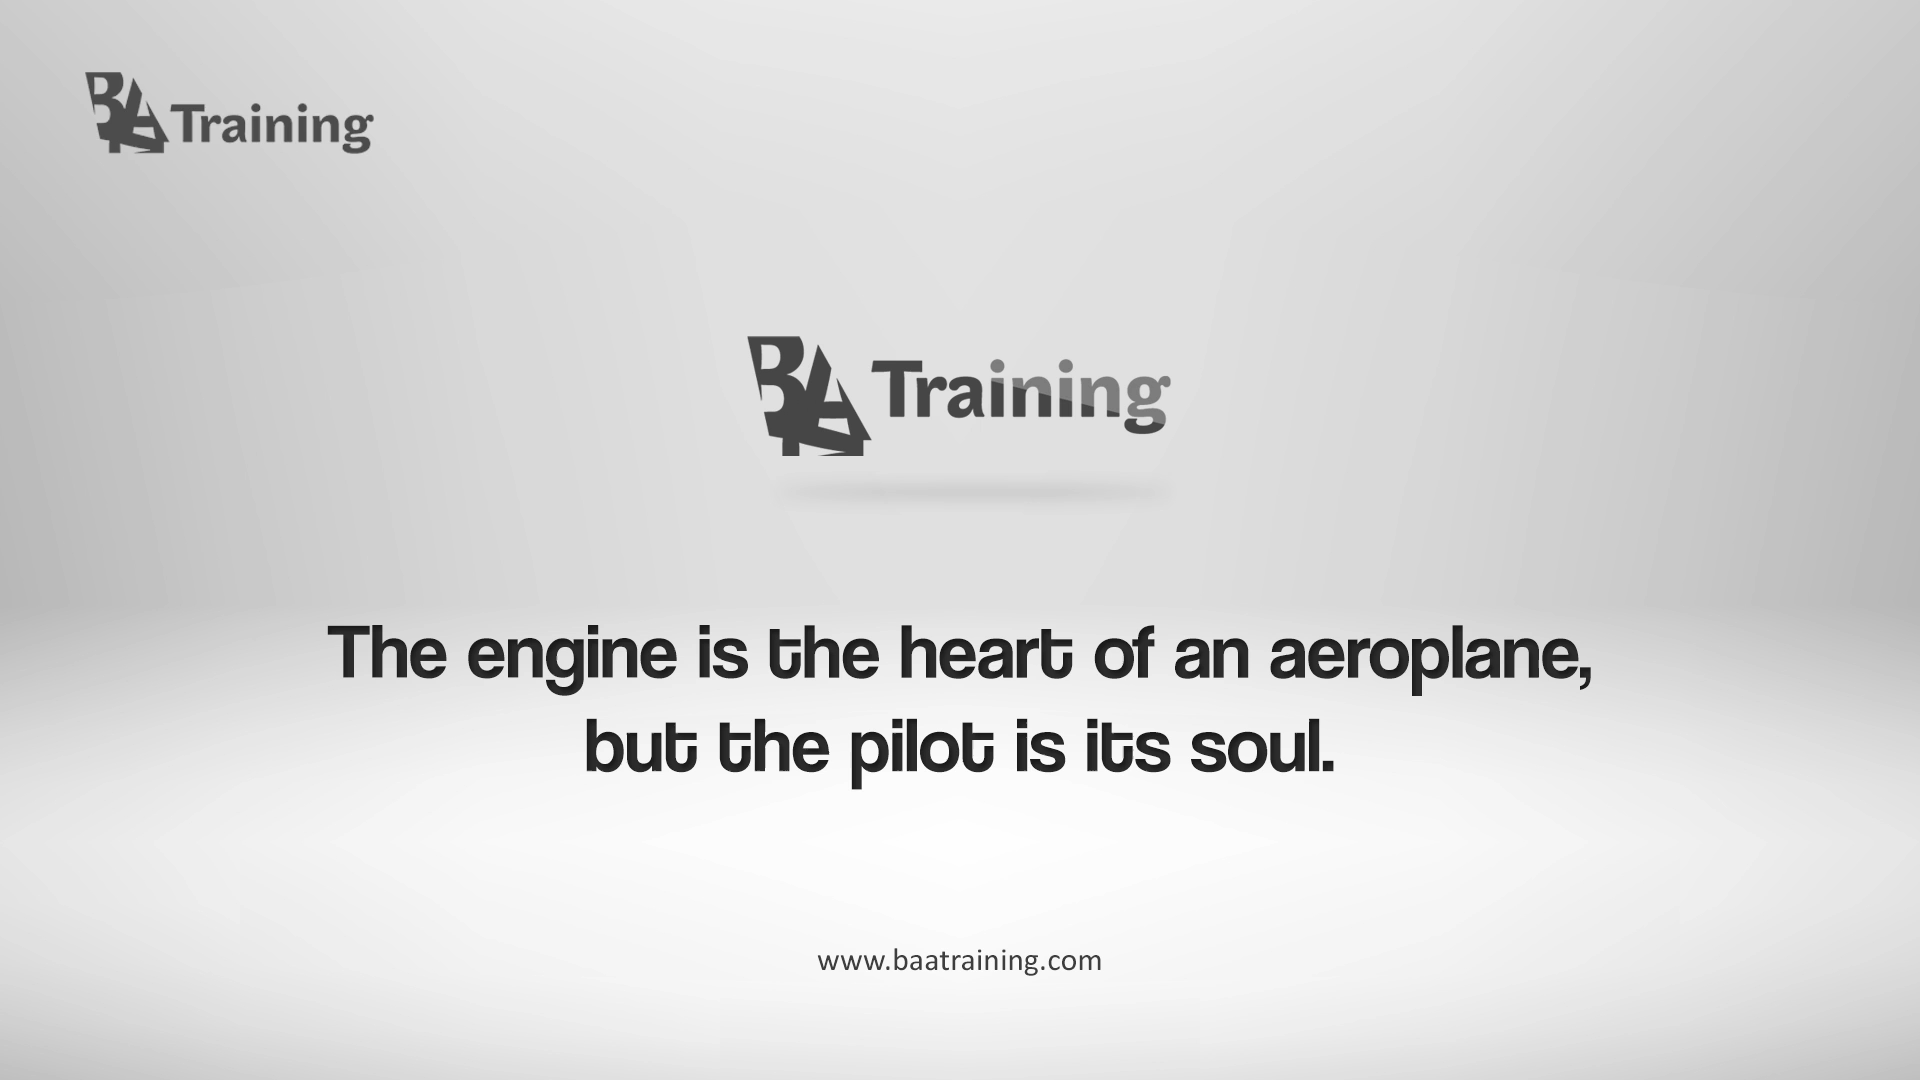 BAA Training
BAA Training
The engine is the heart of an aeroplane,
but the pilot is its soul.
www.baatraining.com